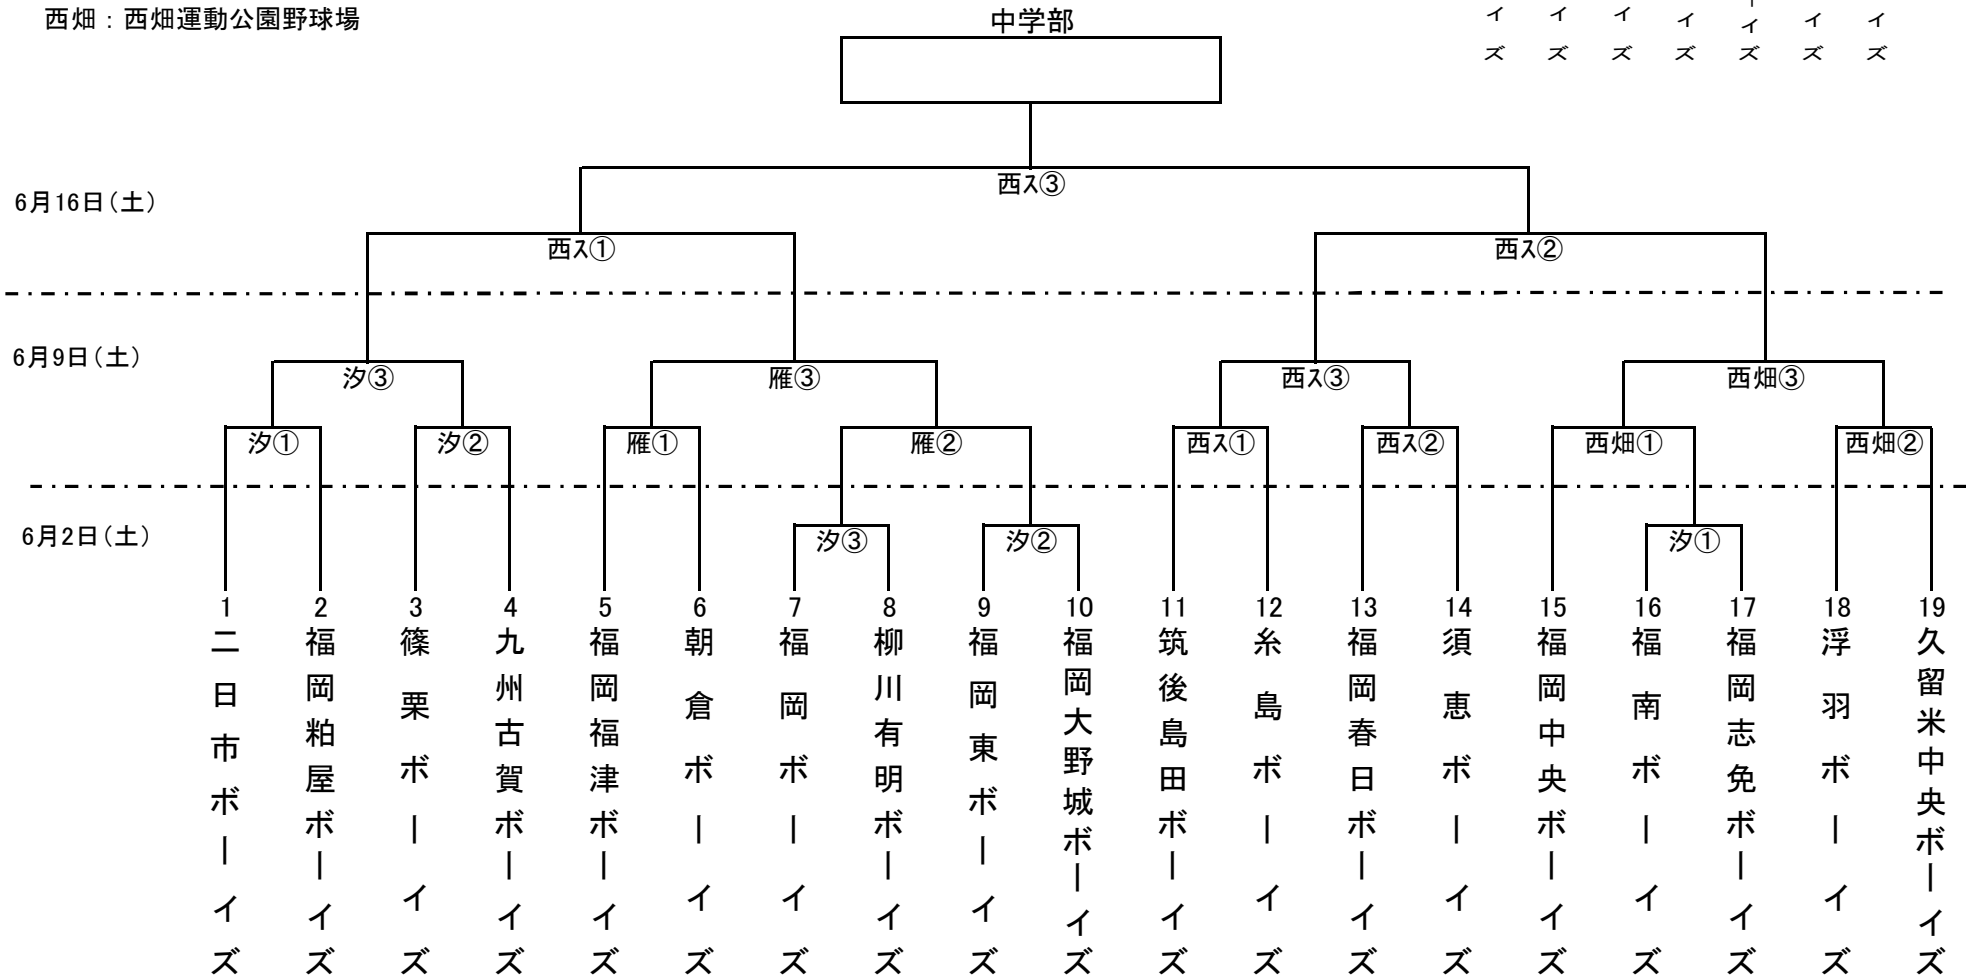 西畑：西畑運動公園野球場
中学部
イズ
イズ
イズ
イズ
ーイズ
イズ
イズ
西ス③
6月16日(土)
西ス①
西ス②
6月9日(土)
汐③
雁③
西ス③
西畑③
汐①
汐②
雁①
雁②
西ス①
西ス②
西畑①
西畑②
6月2日(土)
汐③
汐②
汐①
1 二日市ボーイズ
2 福岡粕屋ボーイズ
3 篠栗ボーイズ
4 九州古賀ボーイズ
5 福岡福津ボーイズ
6 朝倉ボーイズ
7 福岡ボーイズ
8 柳川有明ボーイズ
9 福岡東ボーイズ
10 福岡大野城ボーイズ
11 筑後島田ボーイズ
12 糸島ボーイズ
13 福岡春日ボーイズ
14 須恵ボーイズ
15 福岡中央ボーイズ
16 福南ボーイズ
17 福岡志免ボーイズ
18 浮羽ボーイズ
19 久留米中央ボーイズ